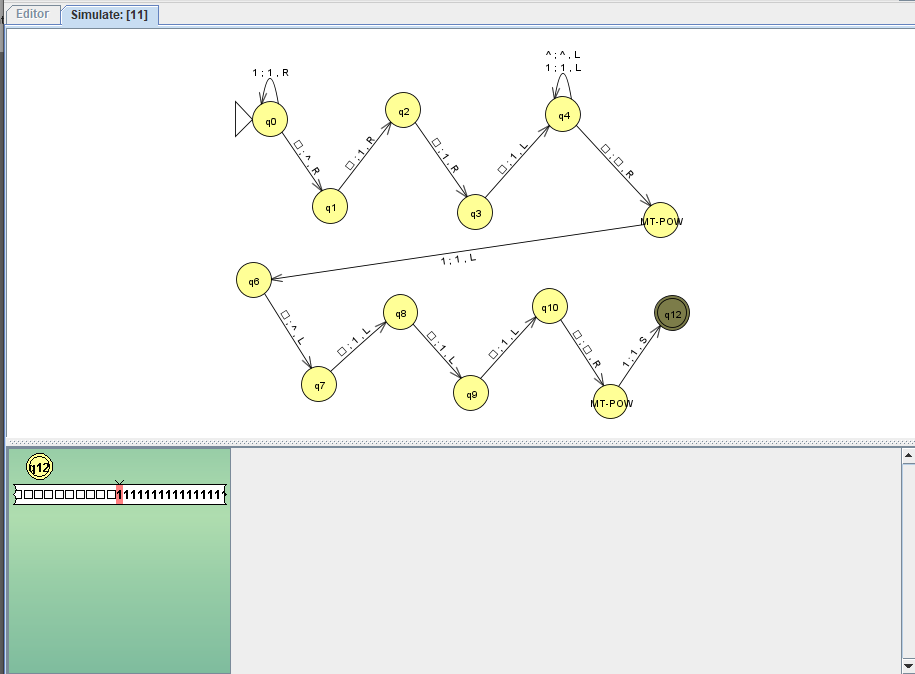 Editor
Simulate: [11]
^ ; ^ , L
1 ; 1 , R
1 ; 1 , L
q0
q2
q4
□ ; ^ , R
□ ; 1 , R
□ ; 1 , R
□ ; 1 , L
□ ; □ , R
q1
q3
MT-POW
1 ; 1 , L
q6
q8
q10
q12
□ ; ^ , L
□ ; 1 , L
□ ; 1 , L
□ ; 1 , L
□ ; □ , R
1 ; 1 , S
q7
q9
MT-POW
q12
□□□□□□□□□□1111111111111111